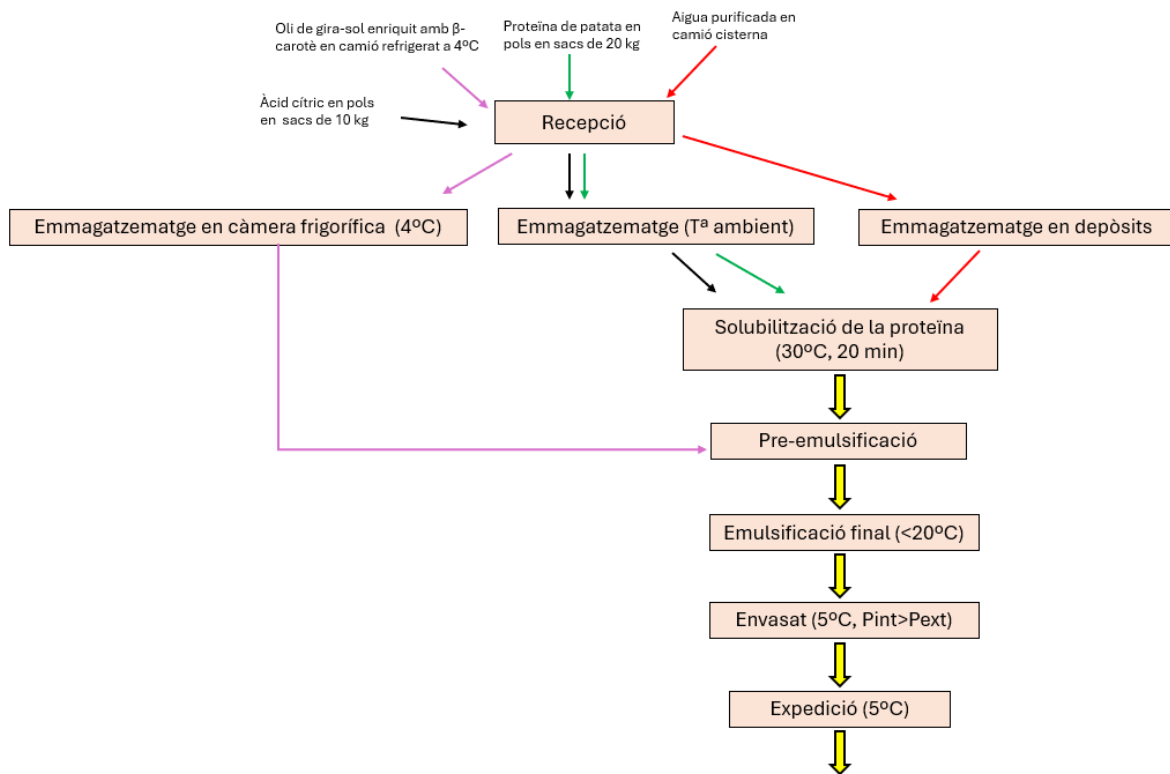 Oli de gira-sol enriquit amb β-
carotè en camió refrigerat a 4ºC
Proteïna de patata en
pols en sacs de 20 kg
Aigua purificada en
camió cisterna
Àcid cítric en pols
en sacs de 10 kg
Recepció
Emmagatzematge en càmera frigorífica (4ºC)
Emmagatzematge (Tª ambient)
Emmagatzematge en depòsits
Solubilització de la proteïna
(30ºC, 20 min)
Pre-emulsificació
Emulsificació final (<20ºC)
Envasat (5ºC, Pint>Pext)
Expedició (5ºC)